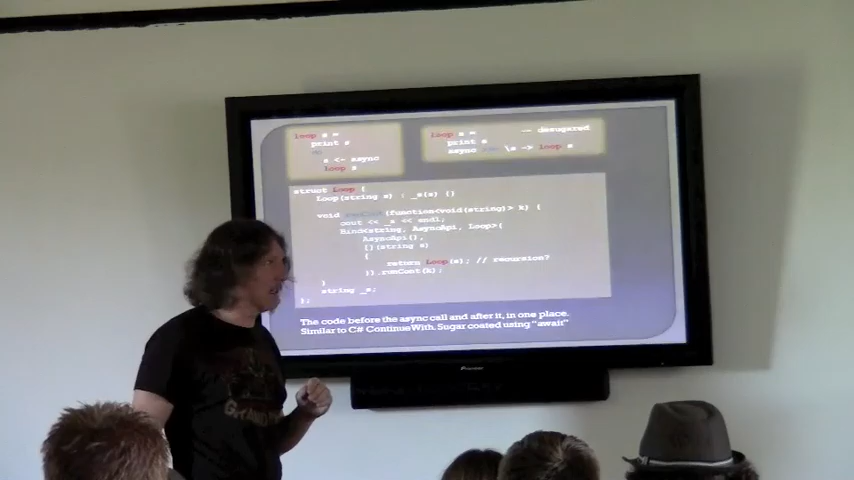 loop s =
print s
do
s <- async
loop s
loop s = -- desugared
print s
async >>= \s -> loop s
struct Loop {
Loop(string s) : _s(s) {}
void (function<void(string)> k) {
cout << _s << endl;
Bind<string, AsyncApi, Loop>(
AsyncApi(),
[](string s)
{
return Loop(s); // recursion?
}).runCont(k);
}
string _s;
};
The code before the async call and after it, in one place.
Similar to C# ContinueWith. Sugar coated using "await"
Pioneer